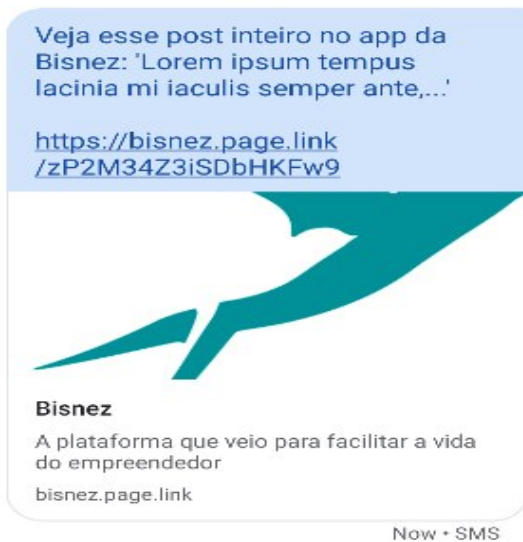 Veja esse post inteiro no app da
Bisnez: 'Lorem ipsum tempus
lacinia mi iaculis semper ante,...'
https://bisnez.page.link
/zP2M34Z3iSDbHKFw9
Bisnez
A plataforma que veio para facilitar a vida
do empreendedor
bisnez.page.link
Now • SMS